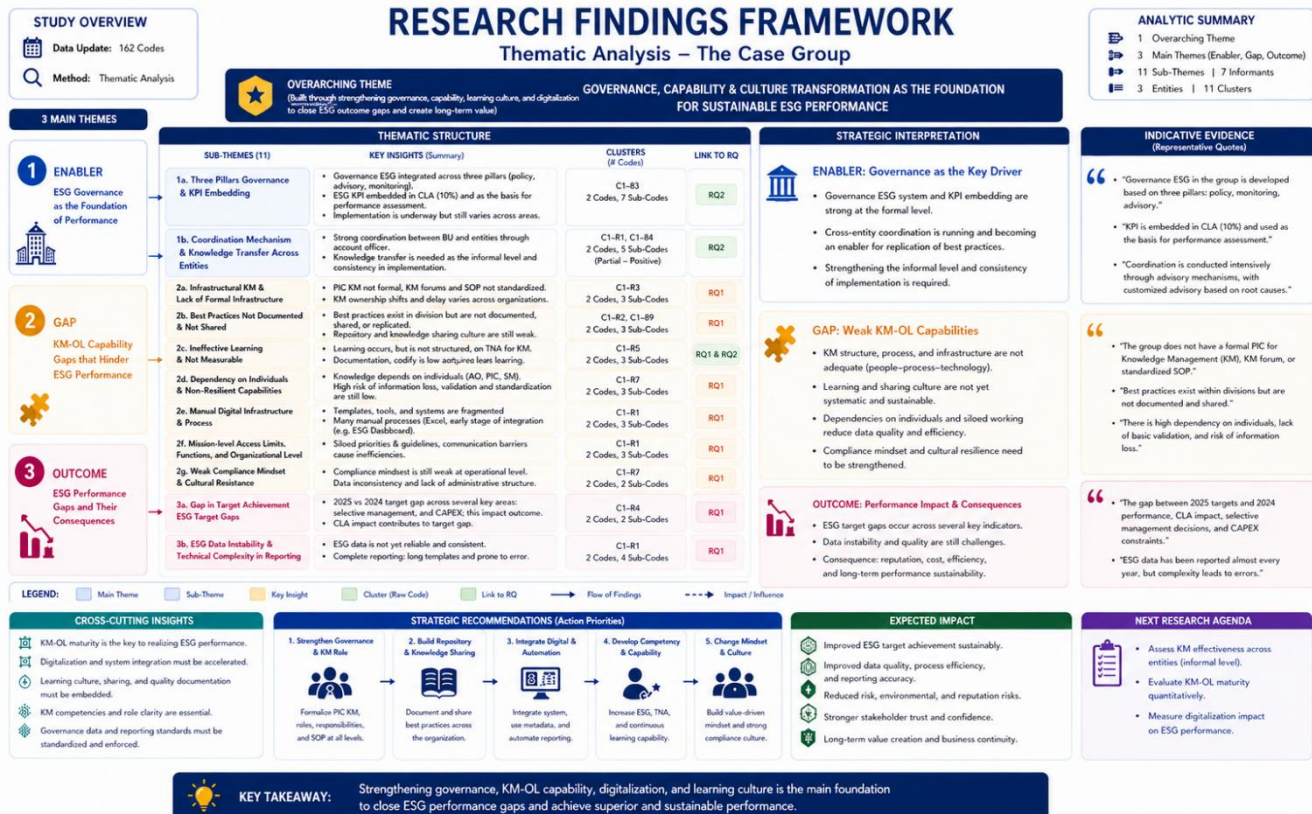 STUDY OVERVIEW
Data Update: 162 Codes
Method: Thematic Analysis
RESEARCH FINDINGS FRAMEWORK
Thematic Analysis – The Case Group
ANALYTIC SUMMARY
1 Overarching Theme
3 Main Themes (Enabler, Gap, Outcome)
11 Sub-Themes | 7 Informants
3 Entities | 11 Clusters
OVERARCHING THEME
(Built through strengthening governance, capability, learning culture, and digitalization
to close ESG outcome gaps and create long-term value)
GOVERNANCE, CAPABILITY & CULTURE TRANSFORMATION AS THE FOUNDATION
FOR SUSTAINABLE ESG PERFORMANCE
3 MAIN THEMES
1
ENABLER
ESG Governance
as the Foundation
of Performance
2
GAP
KM-OL Capability
Gaps that Hinder
ESG Performance
3
OUTCOME
ESG Performance
Gaps and Their
Consequences
THEMATIC STRUCTURE
SUB-THEMES (11)
KEY INSIGHTS (Summary)
CLUSTERS
(# Codes)
LINK TO RQ
1a. Three Pillars Governance
& KPI Embedding
• Governance ESG integrated across three pillars (policy,
advisory, monitoring).
• ESG KPI embedded in CLA (10%) and as the basis for
performance assessment.
• Implementation is underway but still varies across areas.
C1–83
2 Codes, 7 Sub-Codes
RQ2
1b. Coordination Mechanism
& Knowledge Transfer Across
Entities
• Strong coordination between BU and entities through
account officer.
• Knowledge transfer is needed as the informal level and
consistency in implementation.
C1–R1, C1–84
2 Codes, 5 Sub-Codes
(Partial – Positive)
RQ2
2a. Infrastructural KM &
Lack of Formal Infrastructure
• PIC KM not formal, KM forums and SOP not standardized.
• KM ownership shifts and delay varies across organizations.
C1–R3
2 Codes, 3 Sub-Codes
RQ1
2b. Best Practices Not Documented
& Not Shared
• Best practices exist in division but are not documented,
shared, or replicated.
• Repository and knowledge sharing culture are still weak.
C1–R2, C1–89
2 Codes, 3 Sub-Codes
RQ1
2c. Ineffective Learning
& Not Measurable
• Learning occurs, but is not structured, on TNA for KM.
• Documentation, codify is low learning.
C1–R5
2 Codes, 3 Sub-Codes
RQ1 & RQ2
2d. Dependency on Individuals
& Non-Resilient Capabilities
• Knowledge depends on individuals (AO, PIC, SM).
High risk of information loss, validation and standardization
are still low.
C1–R7
2 Codes, 3 Sub-Codes
RQ1
2e. Manual Digital Infrastructure
& Process
• Templates, tools, and systems are fragmented
• Many manual processes (Excel, early stage of integration
(e.g. ESG Dashboard).
C1–R1
2 Codes, 3 Sub-Codes
RQ1
2f. Mission-level Access Limits.
Functions, and Organizational Level
• Siloed priorities & guidelines, communication barriers
cause inefficiencies.
C1–R1
2 Codes, 3 Sub-Codes
RQ1
2g. Weak Compliance Mindset
& Cultural Resistance
• Compliance mindsest is still weak at operational level.
Data inconsistency and lack of administrative structure.
C1–R7
2 Codes, 2 Sub-Codes
RQ1
3a. Gap in Target Achievement
ESG Target Gaps
• 2025 vs 2024 target gap across several key areas:
selective management, and CAPEX; this impact outcome.
• CLA impact contributes to target gap.
C1–R4
2 Codes, 2 Sub-Codes
RQ1
3b. ESG Data Instability &
Technical Complexity in Reporting
• ESG data is not yet reliable and consistent.
• Complete reporting: long templates and prone to error.
C1–R1
2 Codes, 4 Sub-Codes
RQ1
STRATEGIC INTERPRETATION
ENABLER: Governance as the Key Driver
• Governance ESG system and KPI embedding are
strong at the formal level.
• Cross-entity coordination is running and becoming
an enabler for replication of best practices.
• Strengthening the informal level and consistency
of implementation is required.
GAP: Weak KM-OL Capabilities
• KM structure, process, and infrastructure are not
adequate (people–process–technology).
• Learning and sharing culture are not yet
systematic and sustainable.
• Dependencies on individuals and siloed working
reduce data quality and efficiency.
• Compliance mindset and cultural resilience need
to be strengthened.
OUTCOME: Performance Impact & Consequences
• ESG target gaps occur across several key indicators.
• Data instability and quality are still challenges.
• Consequence: reputation, cost, efficiency,
and long-term performance sustainability.
INDICATIVE EVIDENCE
(Representative Quotes)
• "Governance ESG in the group is developed
based on three pillars: policy, monitoring,
advisory."
• "KPI is embedded in CLA (10%) and used as
the basis for performance assessment."
• "Coordination is conducted intensively
through advisory mechanisms, with
customized advisory based on root causes."
• "The group does not have a formal PIC for
Knowledge Management (KM), KM forum, or
standardized SOP."
• "Best practices exist within divisions but are
not documented and shared."
• "There is high dependency on individuals, lack
of basic validation, and risk of information
loss."
• "The gap between 2025 targets and 2024
performance, CLA impact, selective
management decisions, and CAPEX
constraints."
• "ESG data has been reported almost every
year, but complexity leads to errors."
LEGEND:
Main Theme
Sub-Theme
Key Insight
Cluster (Raw Code)
Link to RQ
Flow of Findings
Impact / Influence
CROSS-CUTTING INSIGHTS
KM-OL maturity is the key to realizing ESG performance.
Digitalization and system integration must be accelerated.
Learning culture, sharing, and quality documentation
must be embedded.
KM competencies and role clarity are essential.
Governance data and reporting standards must be
standardized and enforced.
STRATEGIC RECOMMENDATIONS (Action Priorities)
1. Strengthen Governance
& KM Role
Formalize PIC KM,
roles, responsibilities,
and SOP at all levels.
2. Build Repository
& Knowledge Sharing
Document and share
best practices across
the organization.
3. Integrate Digital &
Automation
Integrate system,
use metadata, and
automate reporting.
4. Develop Competency
& Capability
Increase ESG, TNA,
and continuous
learning capability.
5. Change Mindset
& Culture
Build value-driven
mindset and strong
compliance culture.
EXPECTED IMPACT
Improved ESG target achievement sustainably.
Improved data quality, process efficiency,
and reporting accuracy.
Reduced risk, environmental, and reputation risks.
Stronger stakeholder trust and confidence.
Long-term value creation and business continuity.
NEXT RESEARCH AGENDA
• Assess KM effectiveness across
entities (informal level).
• Evaluate KM-OL maturity
quantitatively.
• Measure digitalization impact
on ESG performance.
KEY TAKEAWAY:
Strengthening governance, KM-OL capability, digitalization, and learning culture is the main foundation
to close ESG performance gaps and achieve superior and sustainable performance.